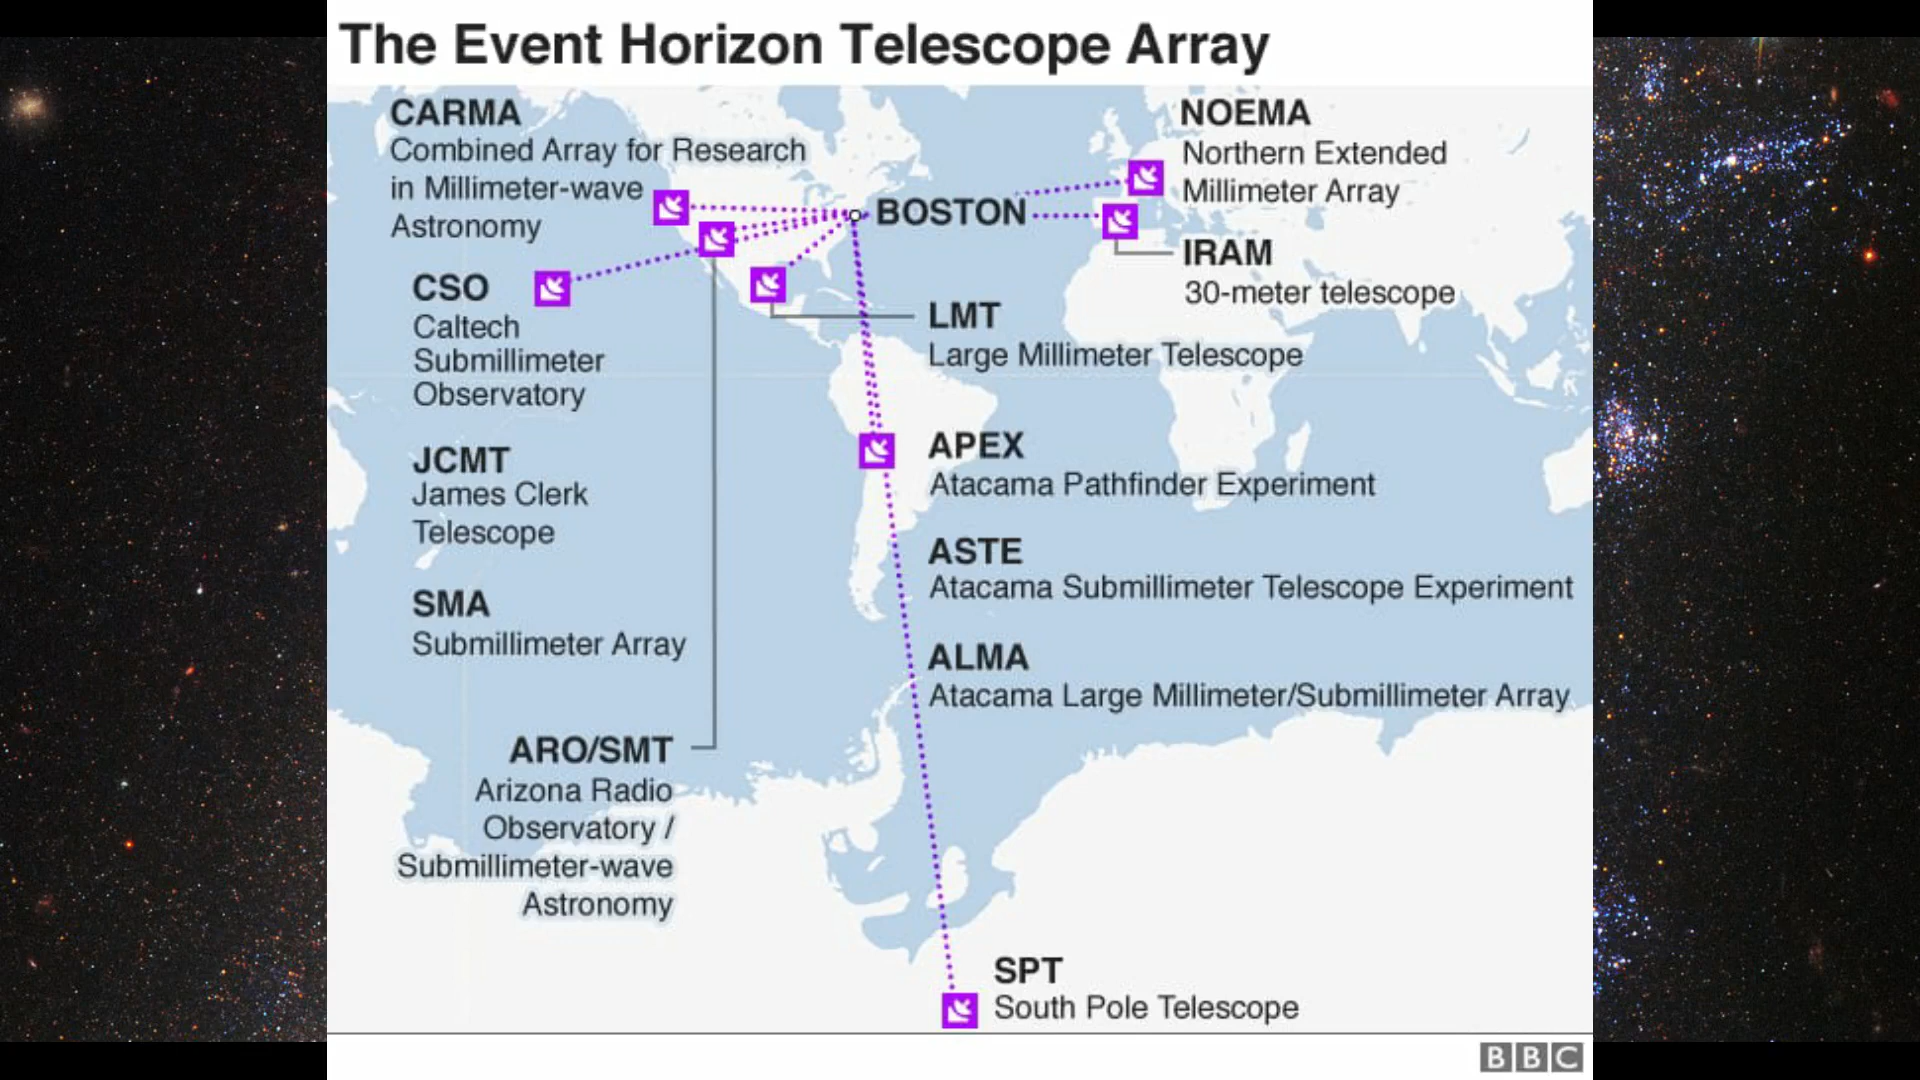 The Event Horizon Telescope Array
CARMA
Combined Array for Research
in Millimeter-wave
Astronomy
NOEMA
Northern Extended
Millimeter Array
BOSTON
IRAM
30-meter telescope
CSO
Caltech
Submillimeter
Observatory
LMT
Large Millimeter Telescope
JCMT
James Clerk
Telescope
APEX
Atacama Pathfinder Experiment
ASTE
Atacama Submillimeter Telescope Experiment
SMA
Submillimeter Array
ALMA
Atacama Large Millimeter/Submillimeter Array
ARO/SMT
Arizona Radio
Observatory /
Submillimeter-wave
Astronomy
SPT
South Pole Telescope
BBC